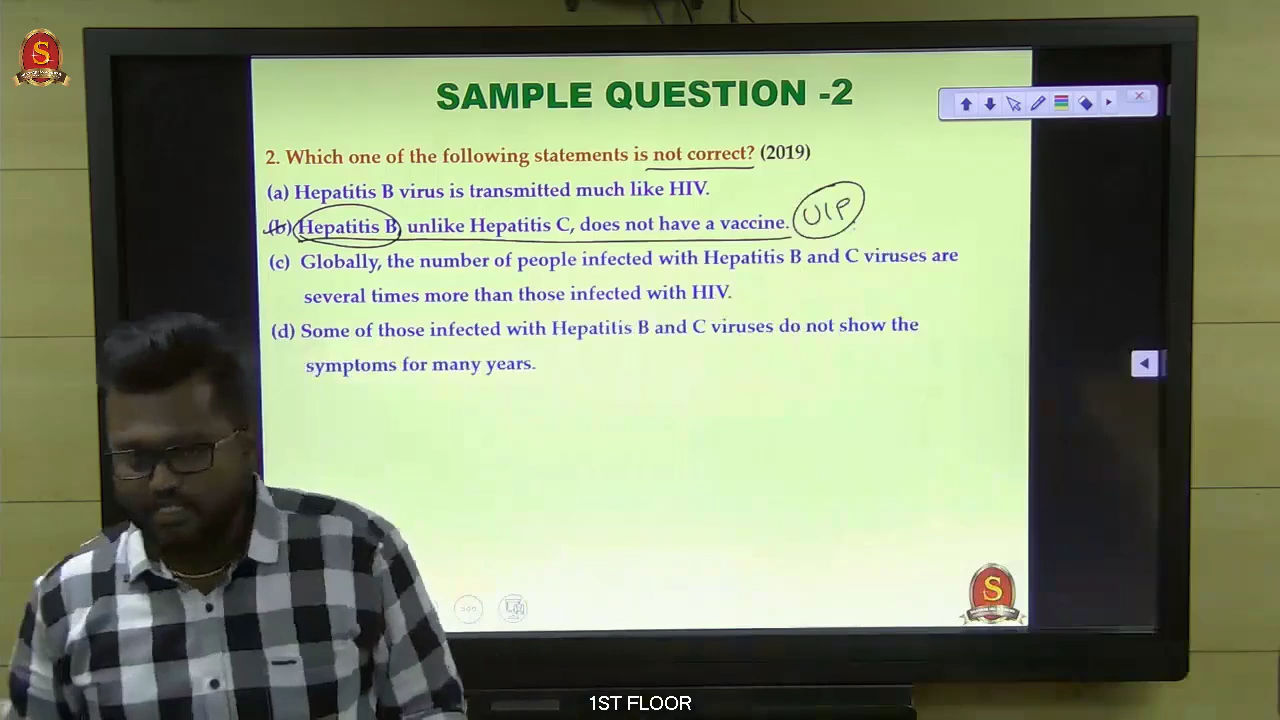 S
SAMPLE QUESTION -2
2. Which one of the following statements is not correct? (2019)
(a) Hepatitis B virus is transmitted much like HIV.
(b) Hepatitis B, unlike Hepatitis C, does not have a vaccine. UIP
(c) Globally, the number of people infected with Hepatitis B and C viruses are
several times more than those infected with HIV.
(d) Some of those infected with Hepatitis B and C viruses do not show the
symptoms for many years.
S
1ST FLOOR